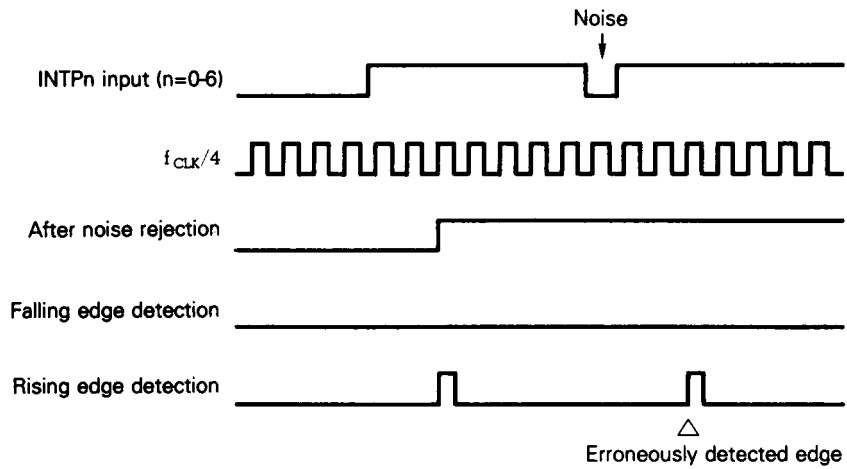 Noise
INTPn input (n=0-6)
fCLK/4
After noise rejection
Falling edge detection
Rising edge detection
△
Erroneously detected edge